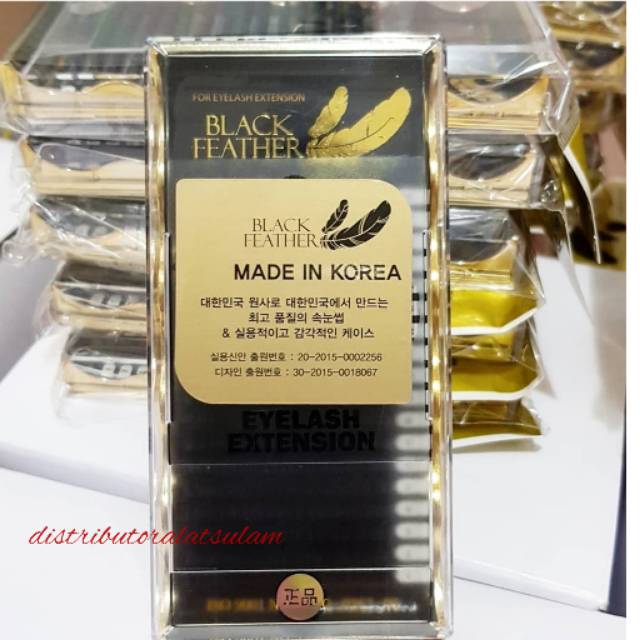 FOR EYELASH EXTENSION
BLACK
FEATHER
BLACK
FEATHER
MADE IN KOREA
대한민국 원사로 대한민국에서 만드는
최고 품질의 속눈썹
& 실용적이고 감각적인 케이스
실용신안 출원번호 : 20-2015-0002256
디자인 출원번호 : 30-2015-0018067
EYELASH
EXTENSION
distributoralatsulam
正品